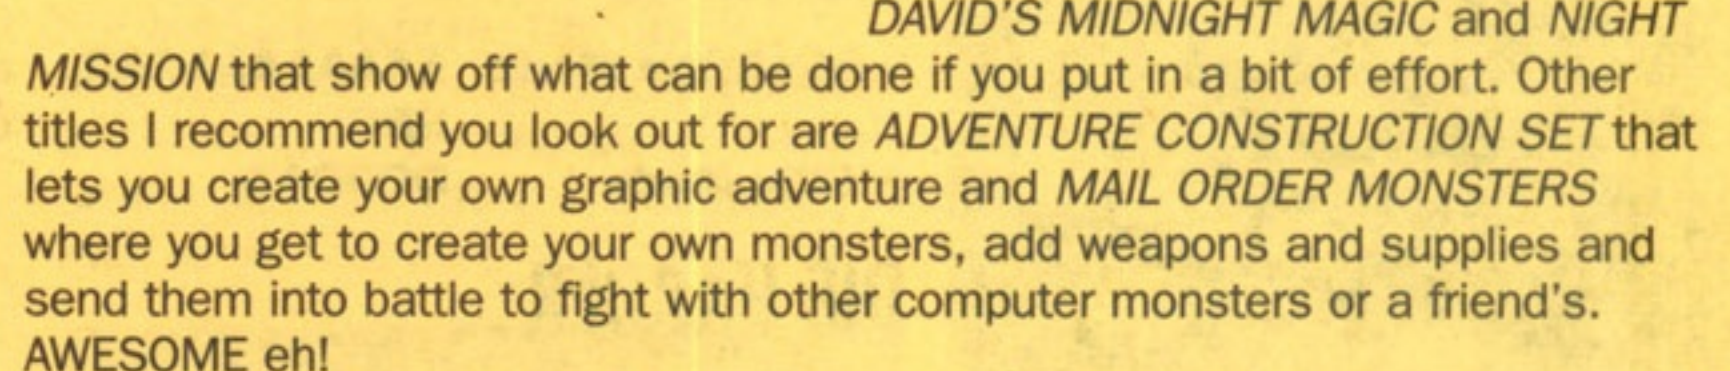 DAVID'S MIDNIGHT MAGIC and NIGHT
MISSION that show off what can be done if you put in a bit of effort. Other
titles I recommend you look out for are ADVENTURE CONSTRUCTION SET that
lets you create your own graphic adventure and MAIL ORDER MONSTERS
where you get to create your own monsters, add weapons and supplies and
send them into battle to fight with other computer monsters or a friend's.
AWESOME eh!